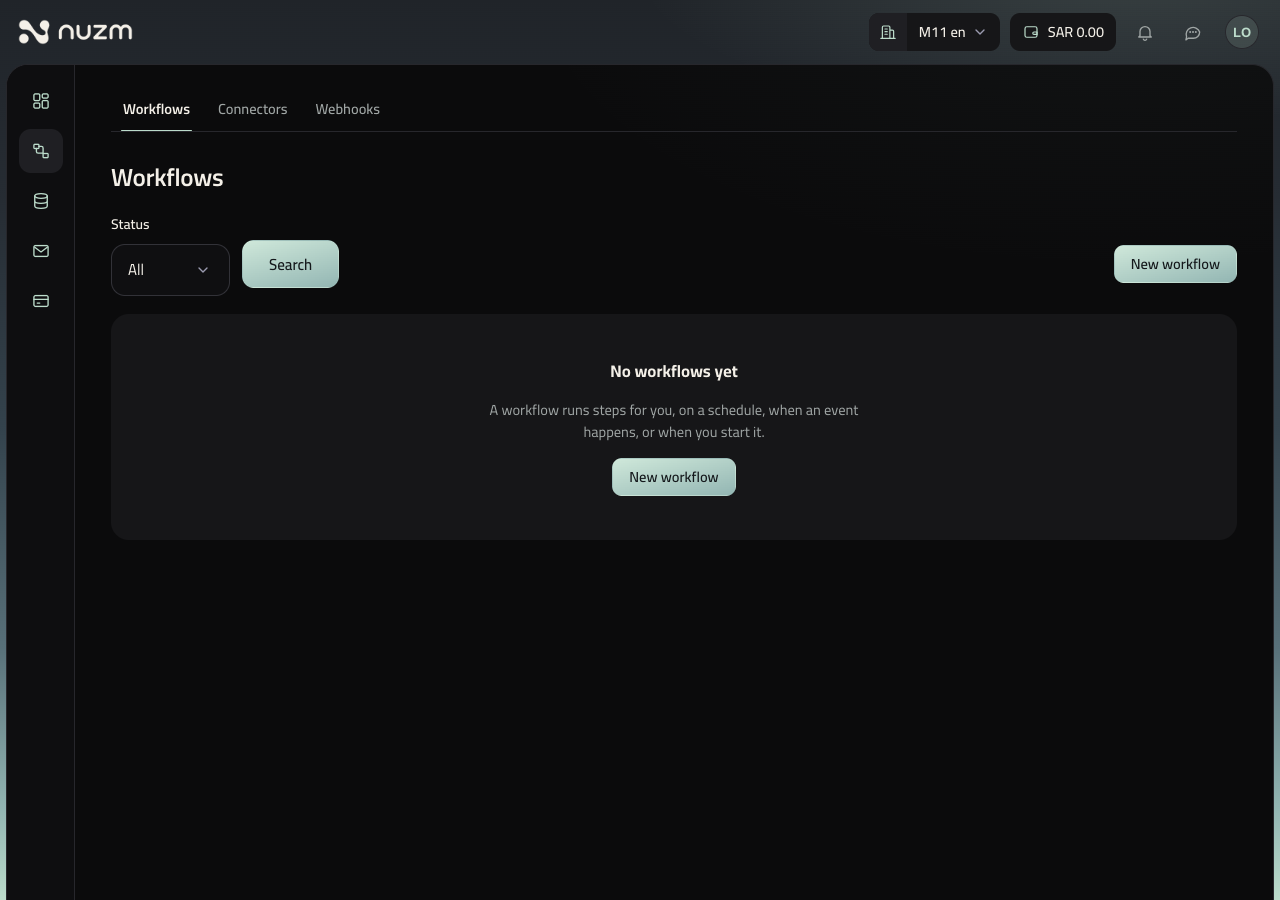 nuzm
M11 en
SAR 0.00
LO
Workflows
Connectors
Webhooks
Workflows
Status
All
Search
New workflow
No workflows yet
A workflow runs steps for you, on a schedule, when an event
happens, or when you start it.
New workflow